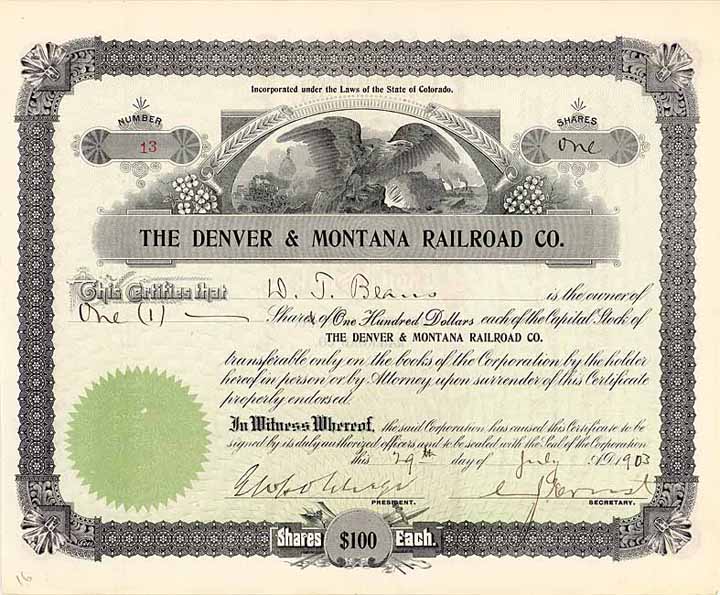 Incorporated under the Laws of the State of Colorado.
NUMBER
13
SHARES
One
THE DENVER & MONTANA RAILROAD CO.
This Certifies that W. J. Beans is the owner of
One (1) Shares of One Hundred Dollars each of the Capital Stock of
THE DENVER & MONTANA RAILROAD CO.
transferable only on the books of the Corporation by the holder
hereof in person or by Attorney upon surrender of this Certificate
properly endorsed.
In Witness Whereof, the said Corporation has caused this Certificate to be
signed by its duly authorized officers and to be sealed with the Seal of the Corporation
this 29th day of July A.D. 1903
PRESIDENT. SECRETARY.
Shares $100 Each.
16